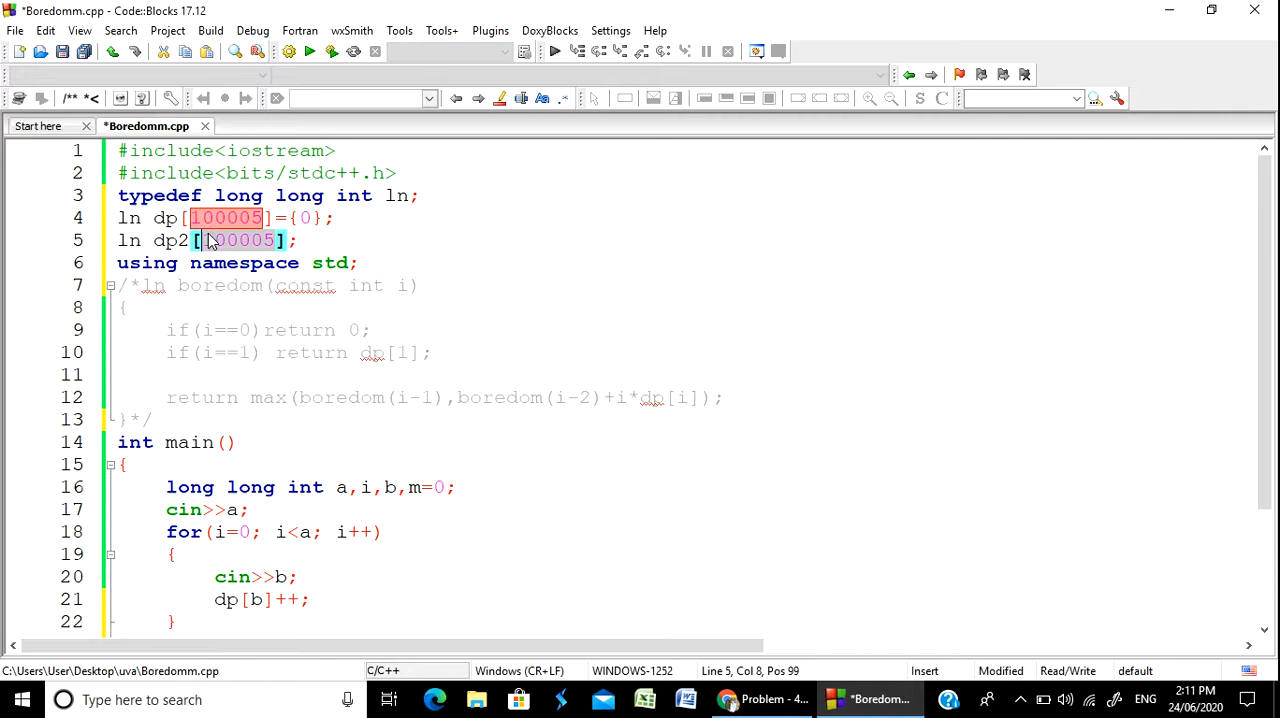 *Boredomm.cpp - Code::Blocks 17.12
File Edit View Search Project Build Debug Fortran wxSmith Tools Tools+ Plugins DoxyBlocks Settings Help
/** *<
Start here *Boredomm.cpp
1 #include<iostream>
2 #include<bits/stdc++.h>
3 typedef long long int ln;
4 ln dp[100005]={0};
5 ln dp2[100005];
6 using namespace std;
7 /*ln boredom(const int i)
8 {
9 if(i==0)return 0;
10 if(i==1) return dp[1];
11
12 return max(boredom(i-1),boredom(i-2)+i*dp[i]);
13 }*/
14 int main()
15 {
16 long long int a,i,b,m=0;
17 cin>>a;
18 for(i=0; i<a; i++)
19 {
20 cin>>b;
21 dp[b]++;
22 }
C:\Users\User\Desktop\uva\Boredomm.cpp C/C++ Windows (CR+LF) WINDOWS-1252 Line 5, Col 8, Pos 99 Insert Modified Read/Write default
Type here to search Problem - 4... *Boredom... ENG 2:11 PM
24/06/2020